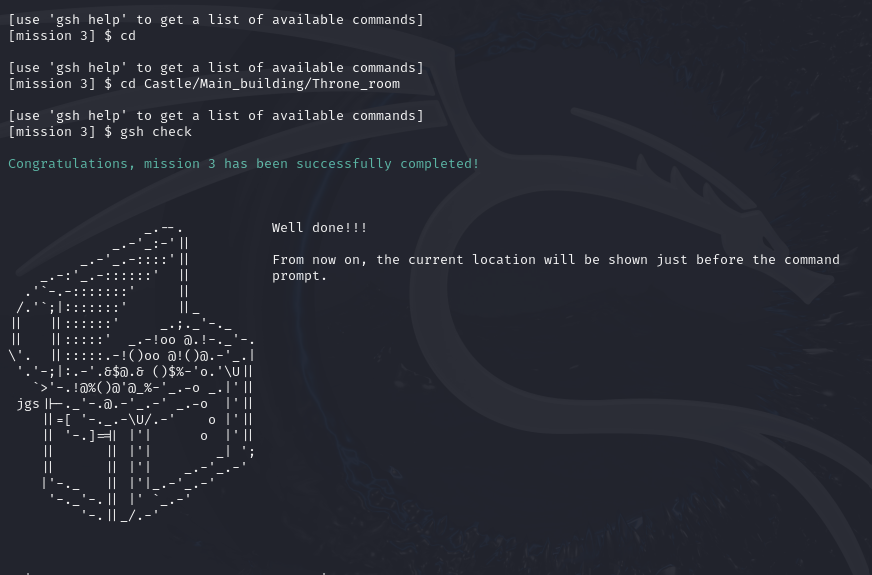 [use 'gsh help' to get a list of available commands]
[mission 3] $ cd
[use 'gsh help' to get a list of available commands]
[mission 3] $ cd Castle/Main_building/Throne_room
[use 'gsh help' to get a list of available commands]
[mission 3] $ gsh check
Congratulations, mission 3 has been successfully completed!
Well done!!!
From now on, the current location will be shown just before the command
prompt.
jgs